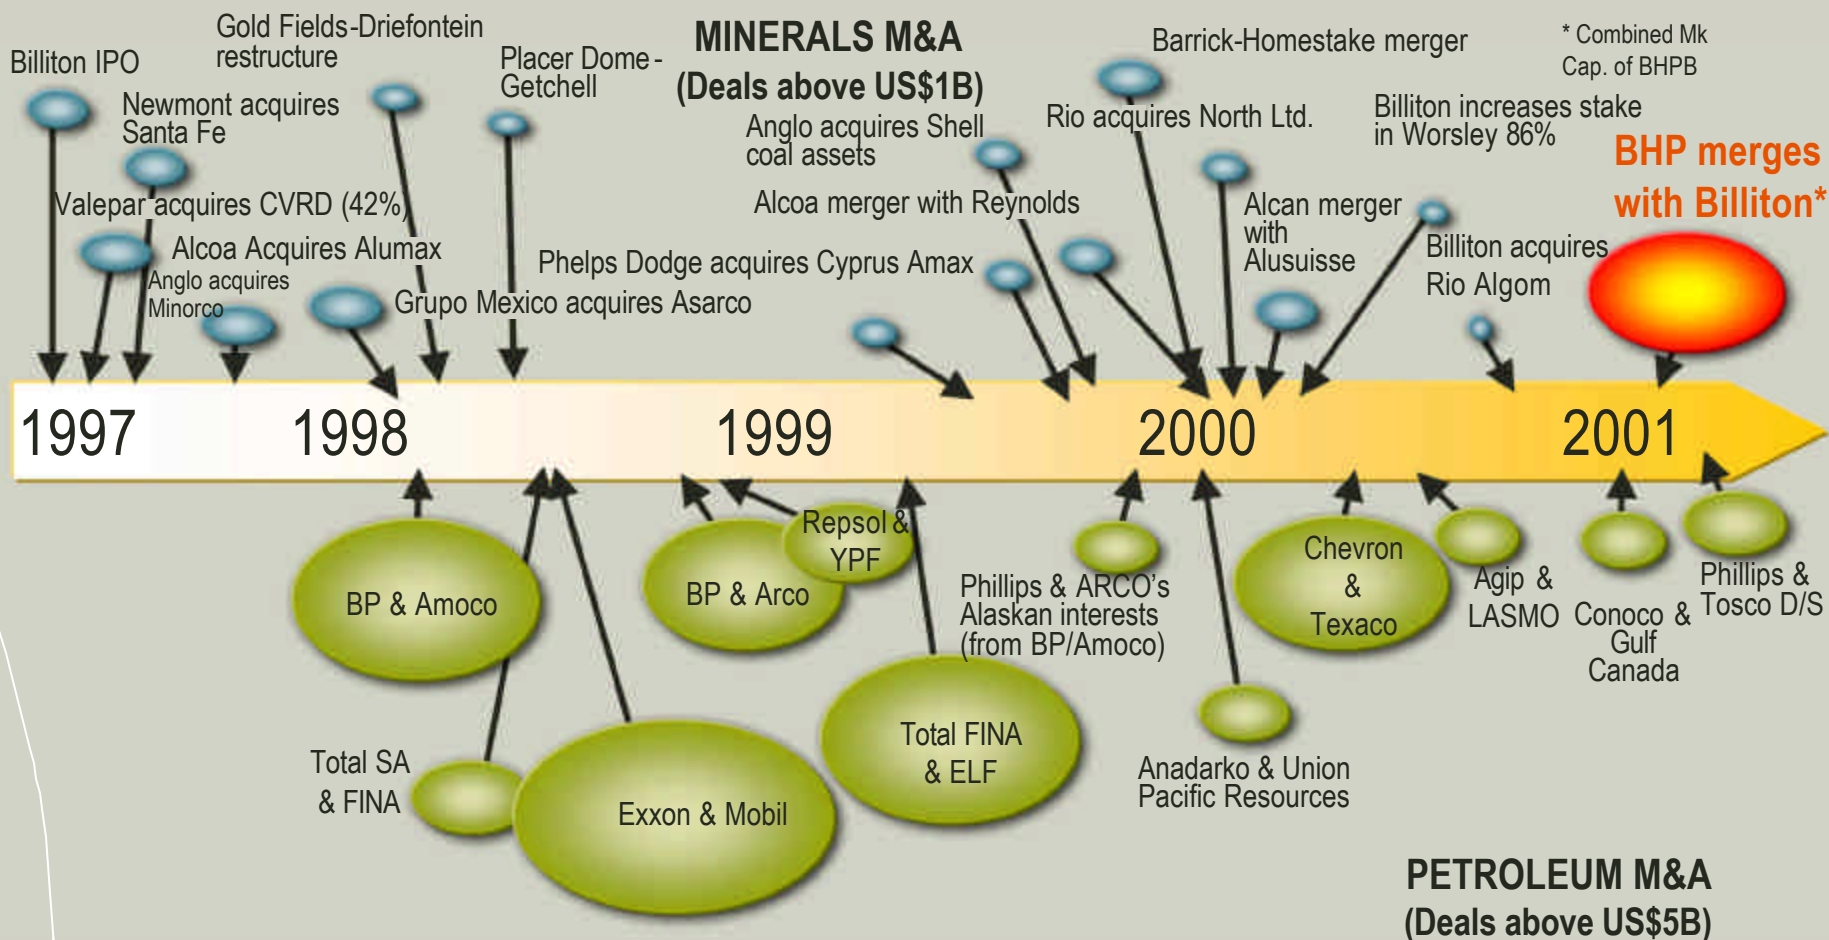 Billiton IPO
Gold Fields-Driefontein
restructure
Newmont acquires
Santa Fe
Valepar acquires CVRD (42%)
Alcoa Acquires Alumax
Anglo acquires
Minorco
Placer Dome-
Getchell
Grupo Mexico acquires Asarco
MINERALS M&A
(Deals above US$1B)
Anglo acquires Shell
coal assets
Alcoa merger with Reynolds
Phelps Dodge acquires Cyprus Amax
Barrick-Homestake merger
Rio acquires North Ltd.
Alcan merger
with
Alusuisse
* Combined Mk
Cap. of BHPB
Billiton increases stake
in Worsley 86%
Billiton acquires
Rio Algom
BHP merges
with Billiton*
1997
1998
1999
2000
2001
BP & Amoco
Total SA
& FINA
Exxon & Mobil
BP & Arco
Repsol &
YPF
Total FINA
& ELF
Phillips & ARCO’s
Alaskan interests
(from BP/Amoco)
Anadarko & Union
Pacific Resources
Chevron
&
Texaco
Agip &
LASMO
Conoco &
Gulf
Canada
Phillips &
Tosco D/S
PETROLEUM M&A
(Deals above US$5B)